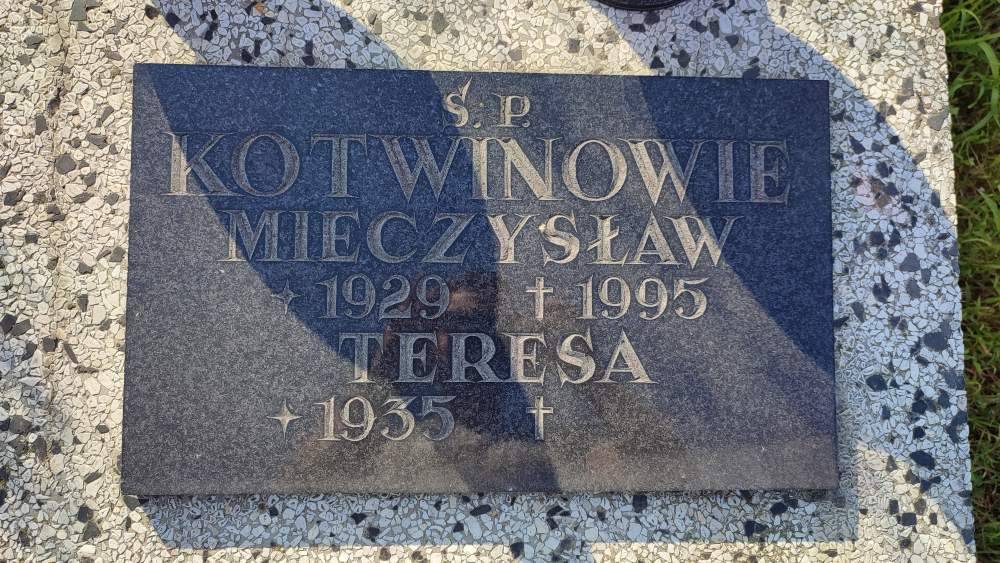 Ś. P.
KOTWINOWIE
MIECZYSŁAW
1929 † 1995
TERESA
1935 †